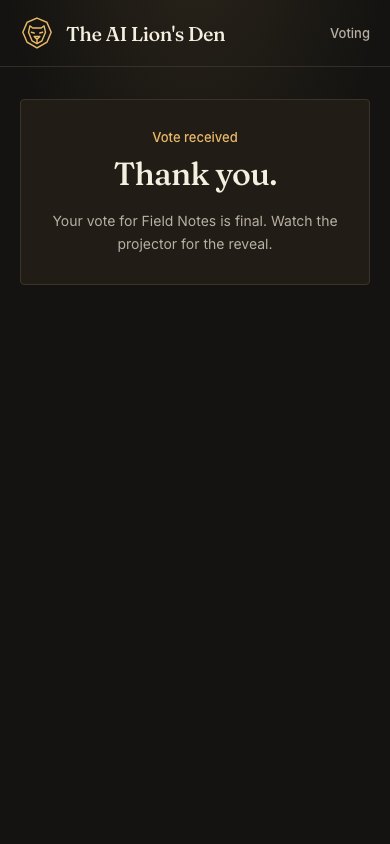 The AI Lion's Den
Voting
Vote received
Thank you.
Your vote for Field Notes is final. Watch the
projector for the reveal.